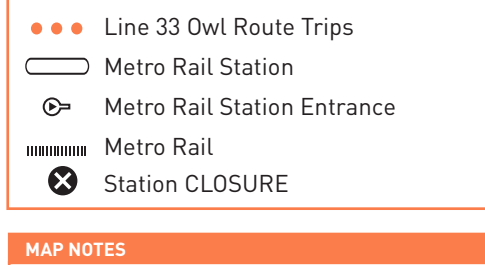 Line 33 Owl Route Trips
Metro Rail Station
Metro Rail Station Entrance
Metro Rail
Station CLOSURE
MAP NOTES